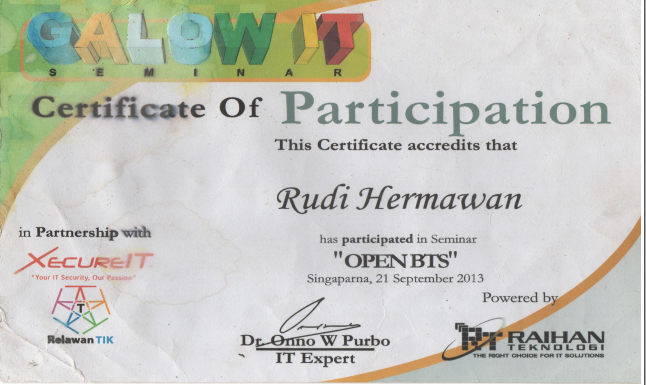 GALOW IT
SEMINAR
Certificate Of Participation
This Certificate accredits that
Rudi Hermawan
in Partnership with
XECUREIT
"Your IT Security, Our Passion"
T
Relawan TIK
has participated in Seminar
"OPEN BTS"
Singaparna, 21 September 2013
Powered by
Dr. Onno W Purbo
IT Expert
RAIHAN
TEKNOLOGI
THE RIGHT CHOICE FOR IT SOLUTIONS